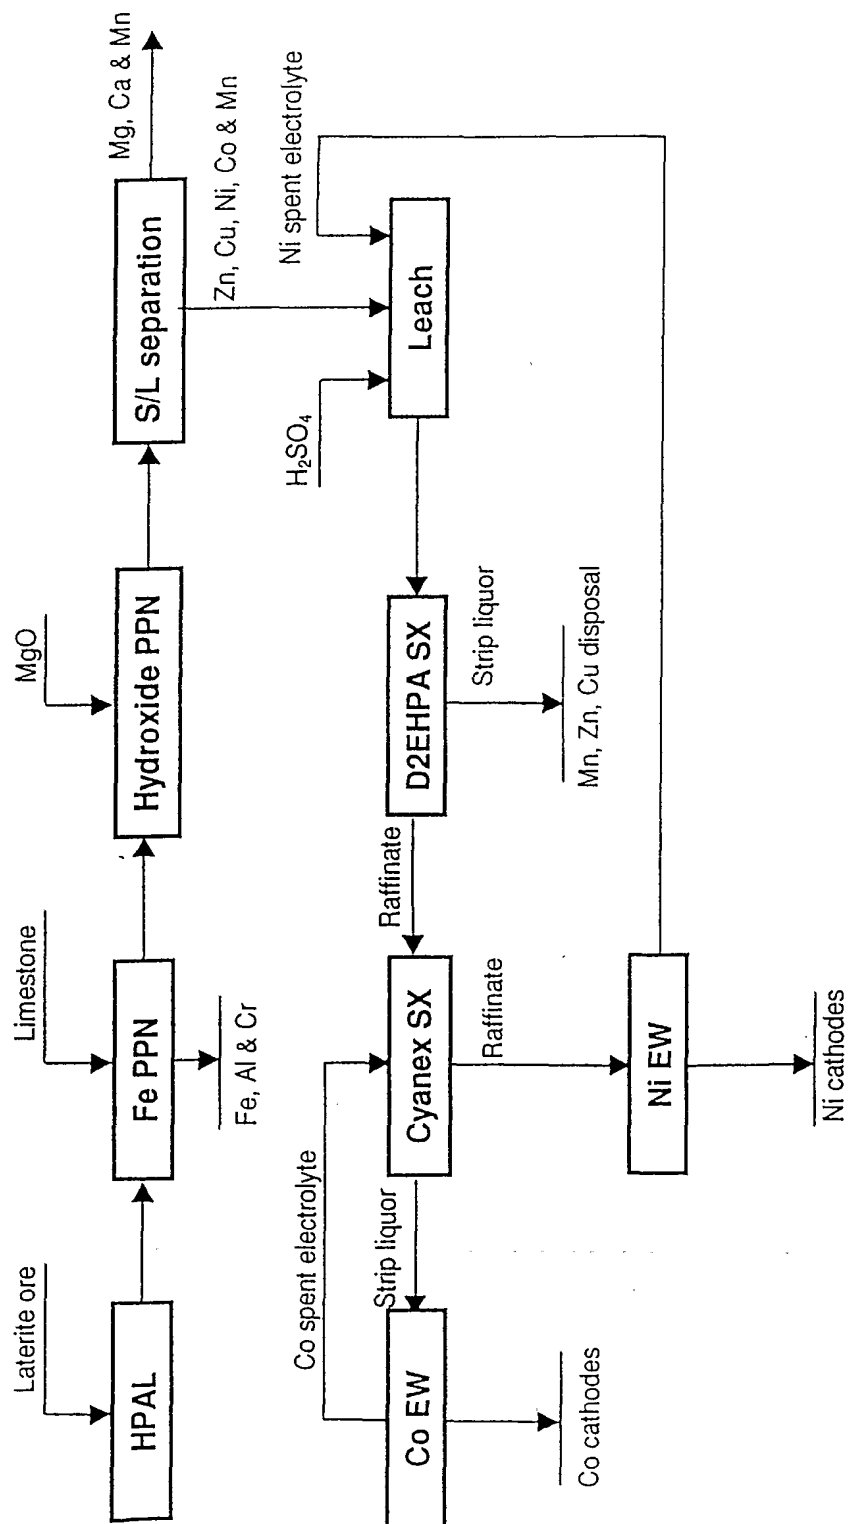 Laterite ore
HPAL
Limestone
Fe PPN
Fe, Al & Cr
MgO
Hydroxide PPN
S/L separation
Mg, Ca & Mn
Zn, Cu, Ni, Co & Mn
Ni spent electrolyte
H₂SO₄
Leach
D2EHPA SX
Strip liquor
Mn, Zn, Cu disposal
Raffinate
Cyanex SX
Raffinate
Co spent electrolyte
Strip liquor
Co EW
Co cathodes
Ni EW
Ni cathodes